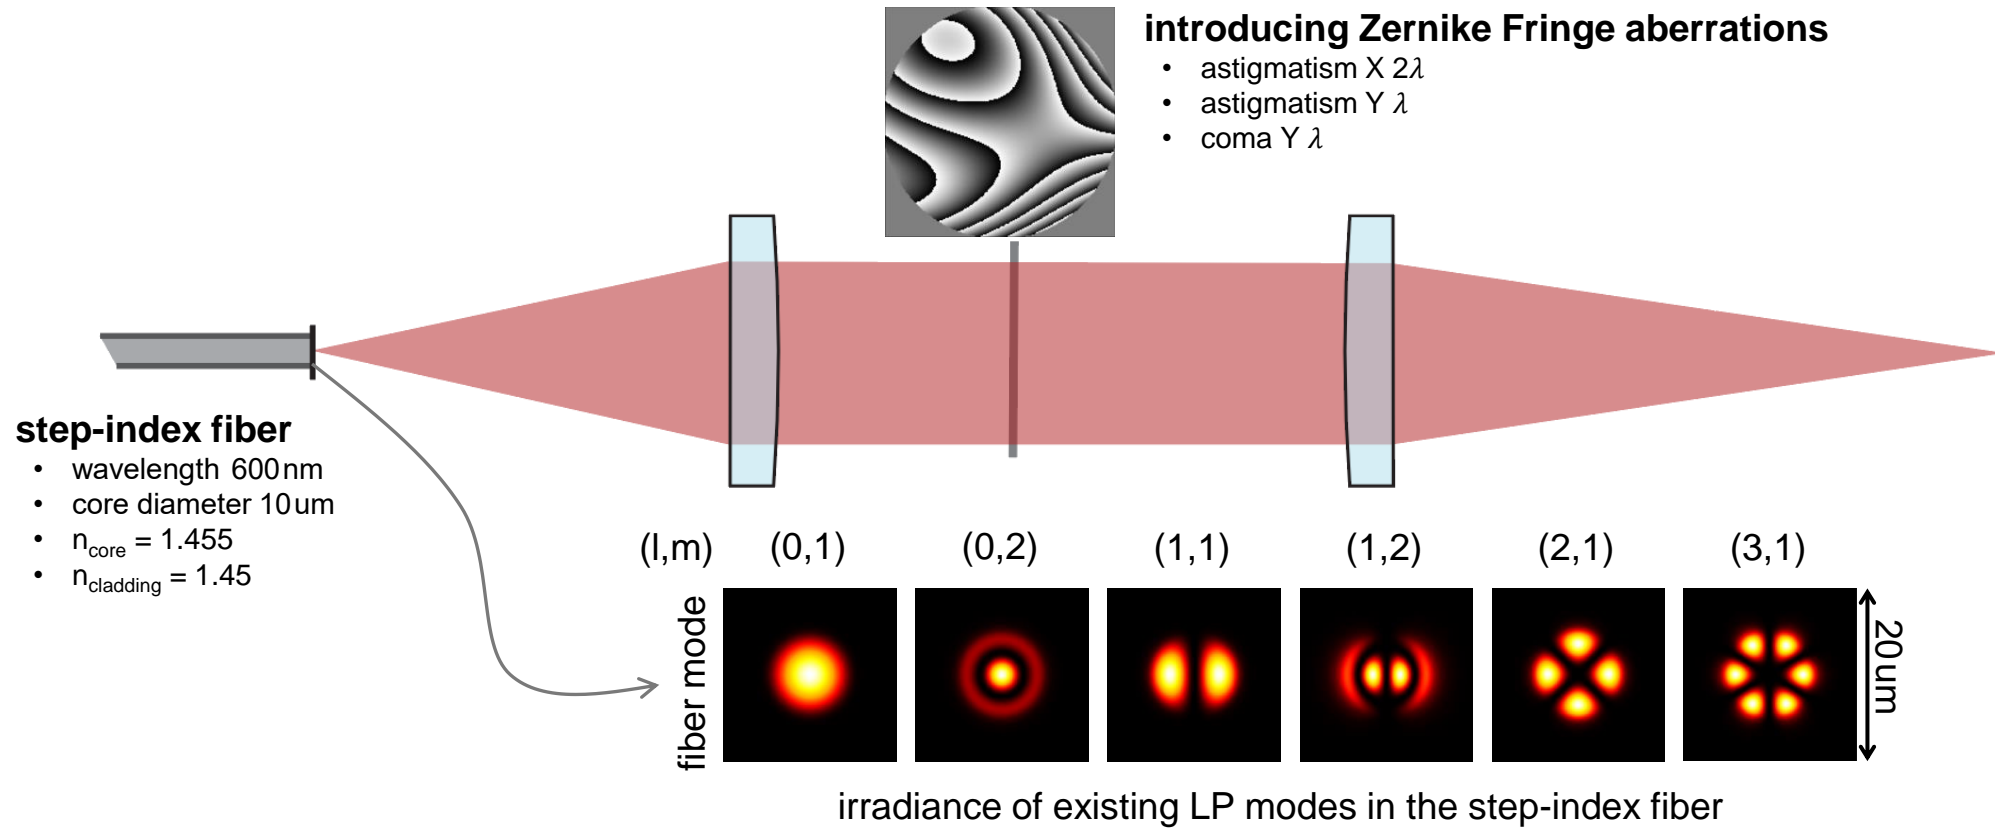 introducing Zernike Fringe aberrations
• astigmatism X 2λ
• astigmatism Y λ
• coma Y λ
step-index fiber
• wavelength 600nm
• core diameter 10um
• n_core = 1.455
• n_cladding = 1.45
(l,m) (0,1) (0,2) (1,1) (1,2) (2,1) (3,1)
fiber mode
20um
irradiance of existing LP modes in the step-index fiber